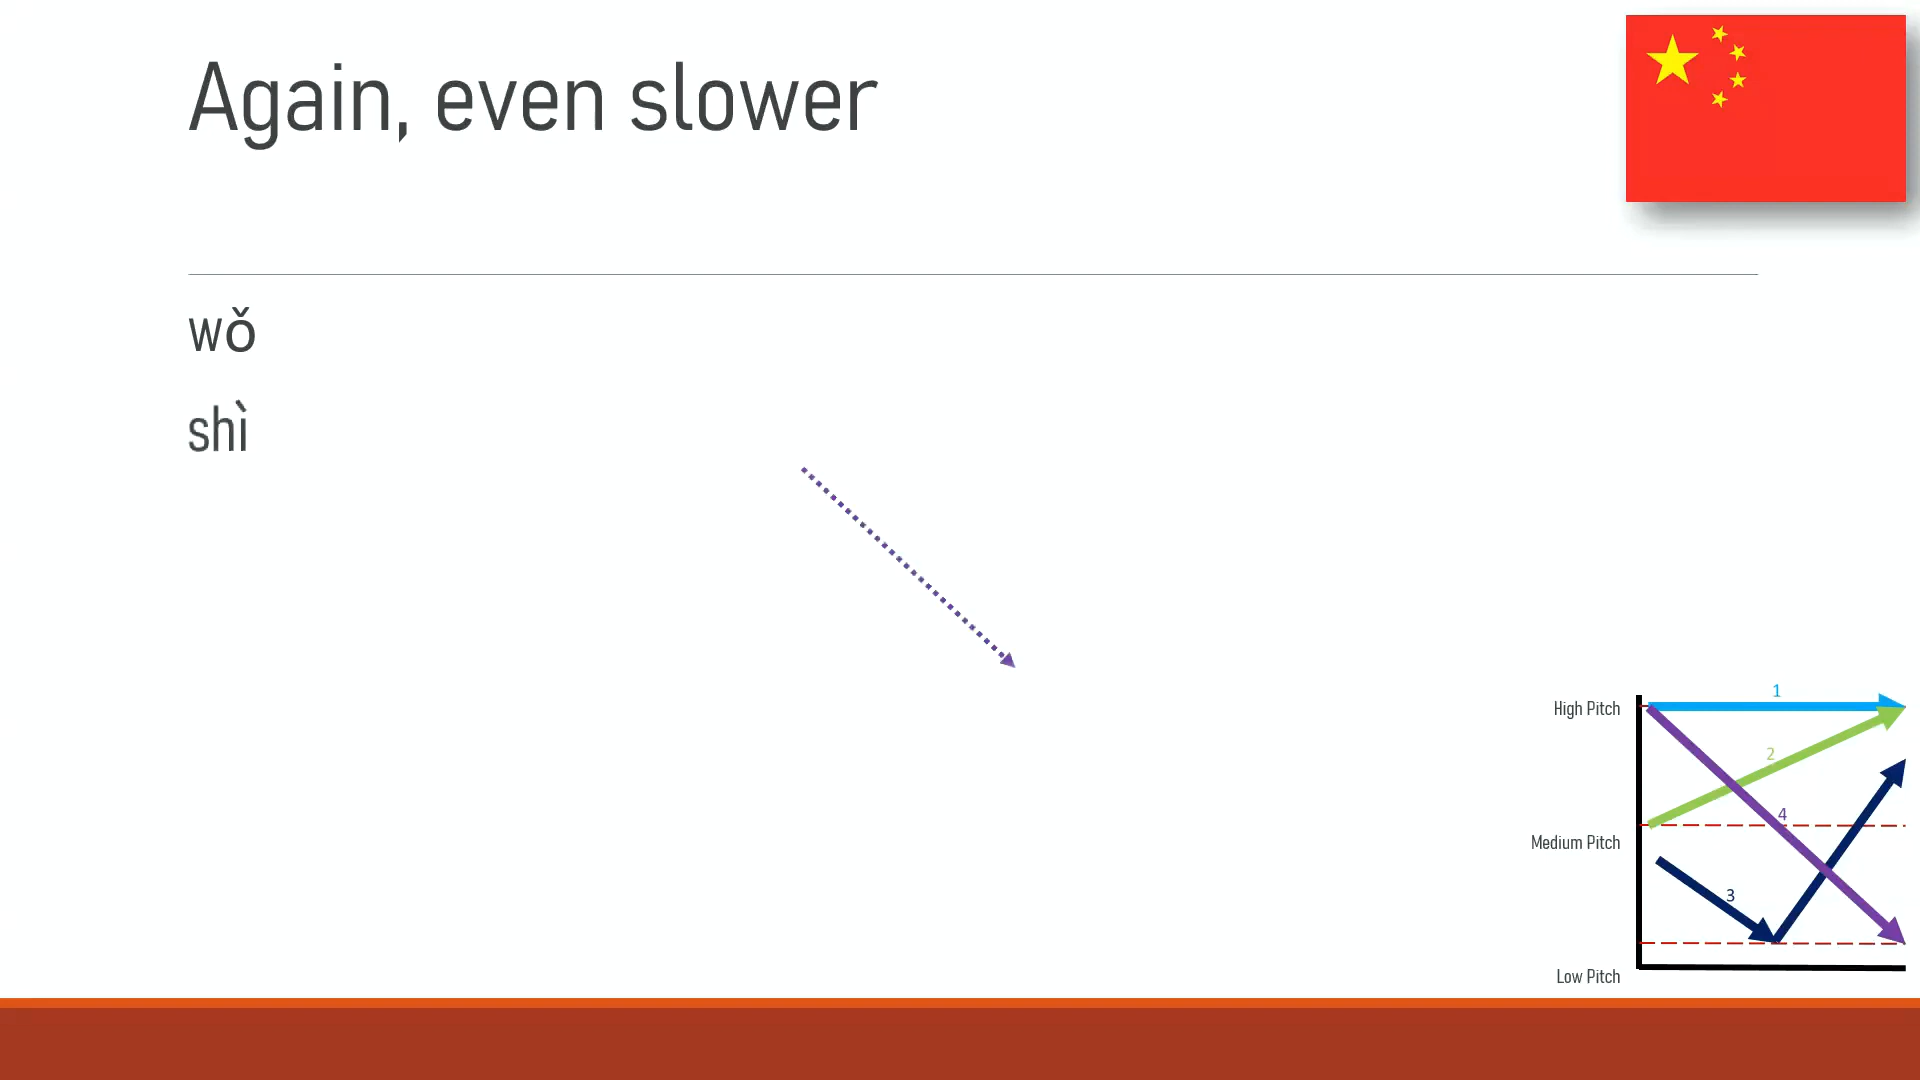 Again, even slower
wǒ
shì
1
High Pitch
2
4
Medium Pitch
3
Low Pitch